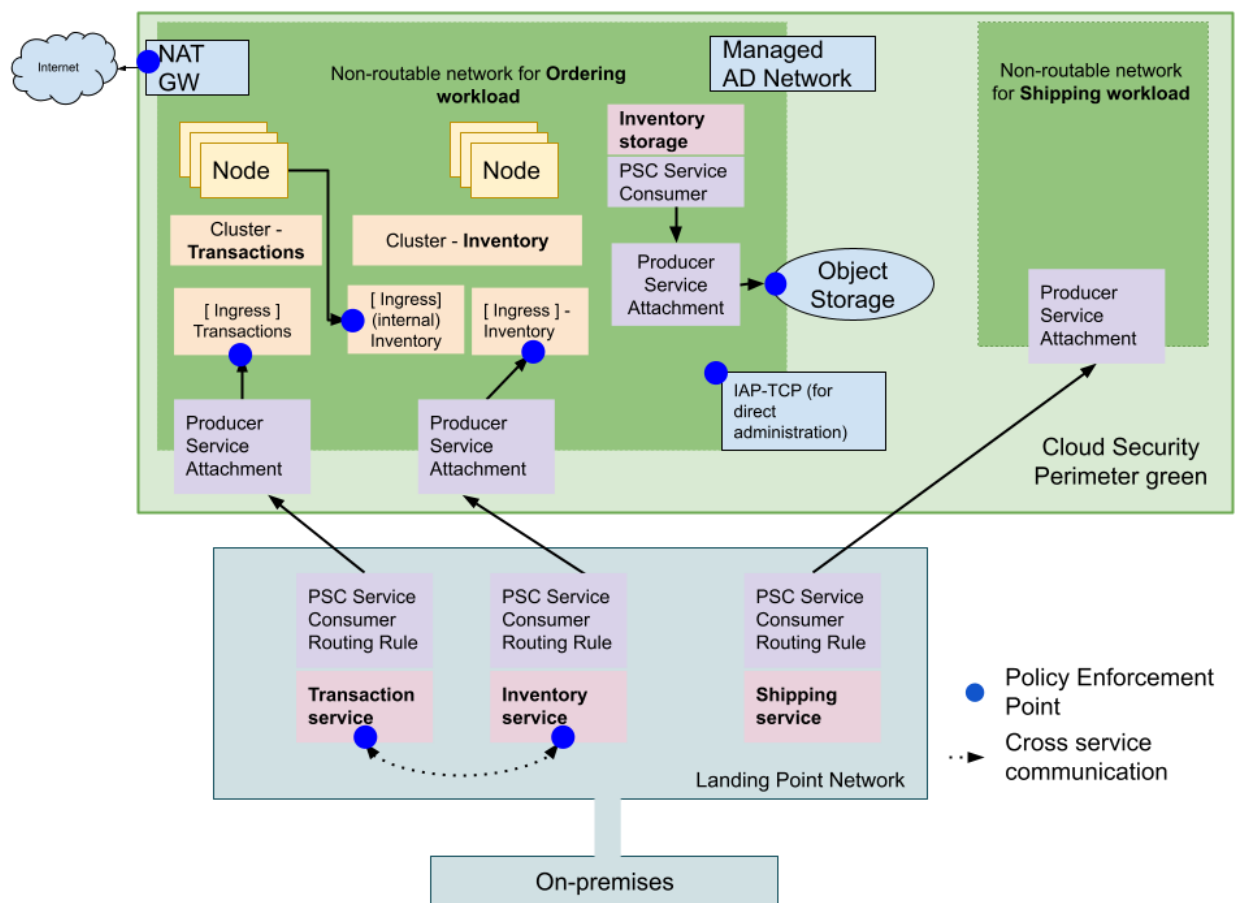 Internet
NAT
GW
Non-routable network for Ordering
workload
Managed
AD Network
Non-routable network
for Shipping workload
Node
Node
Inventory
storage
PSC Service
Consumer
Cluster -
Transactions
Cluster - Inventory
Producer
Service
Attachment
Object
Storage
[ Ingress ]
Transactions
[ Ingress]
(internal)
Inventory
[ Ingress ] -
Inventory
Producer
Service
Attachment
IAP-TCP (for
direct
administration)
Producer
Service
Attachment
Producer
Service
Attachment
Cloud Security
Perimeter green
PSC Service
Consumer
Routing Rule
PSC Service
Consumer
Routing Rule
PSC Service
Consumer
Routing Rule
Transaction
service
Inventory
service
Shipping
service
Policy Enforcement
Point
Cross service
communication
Landing Point Network
On-premises